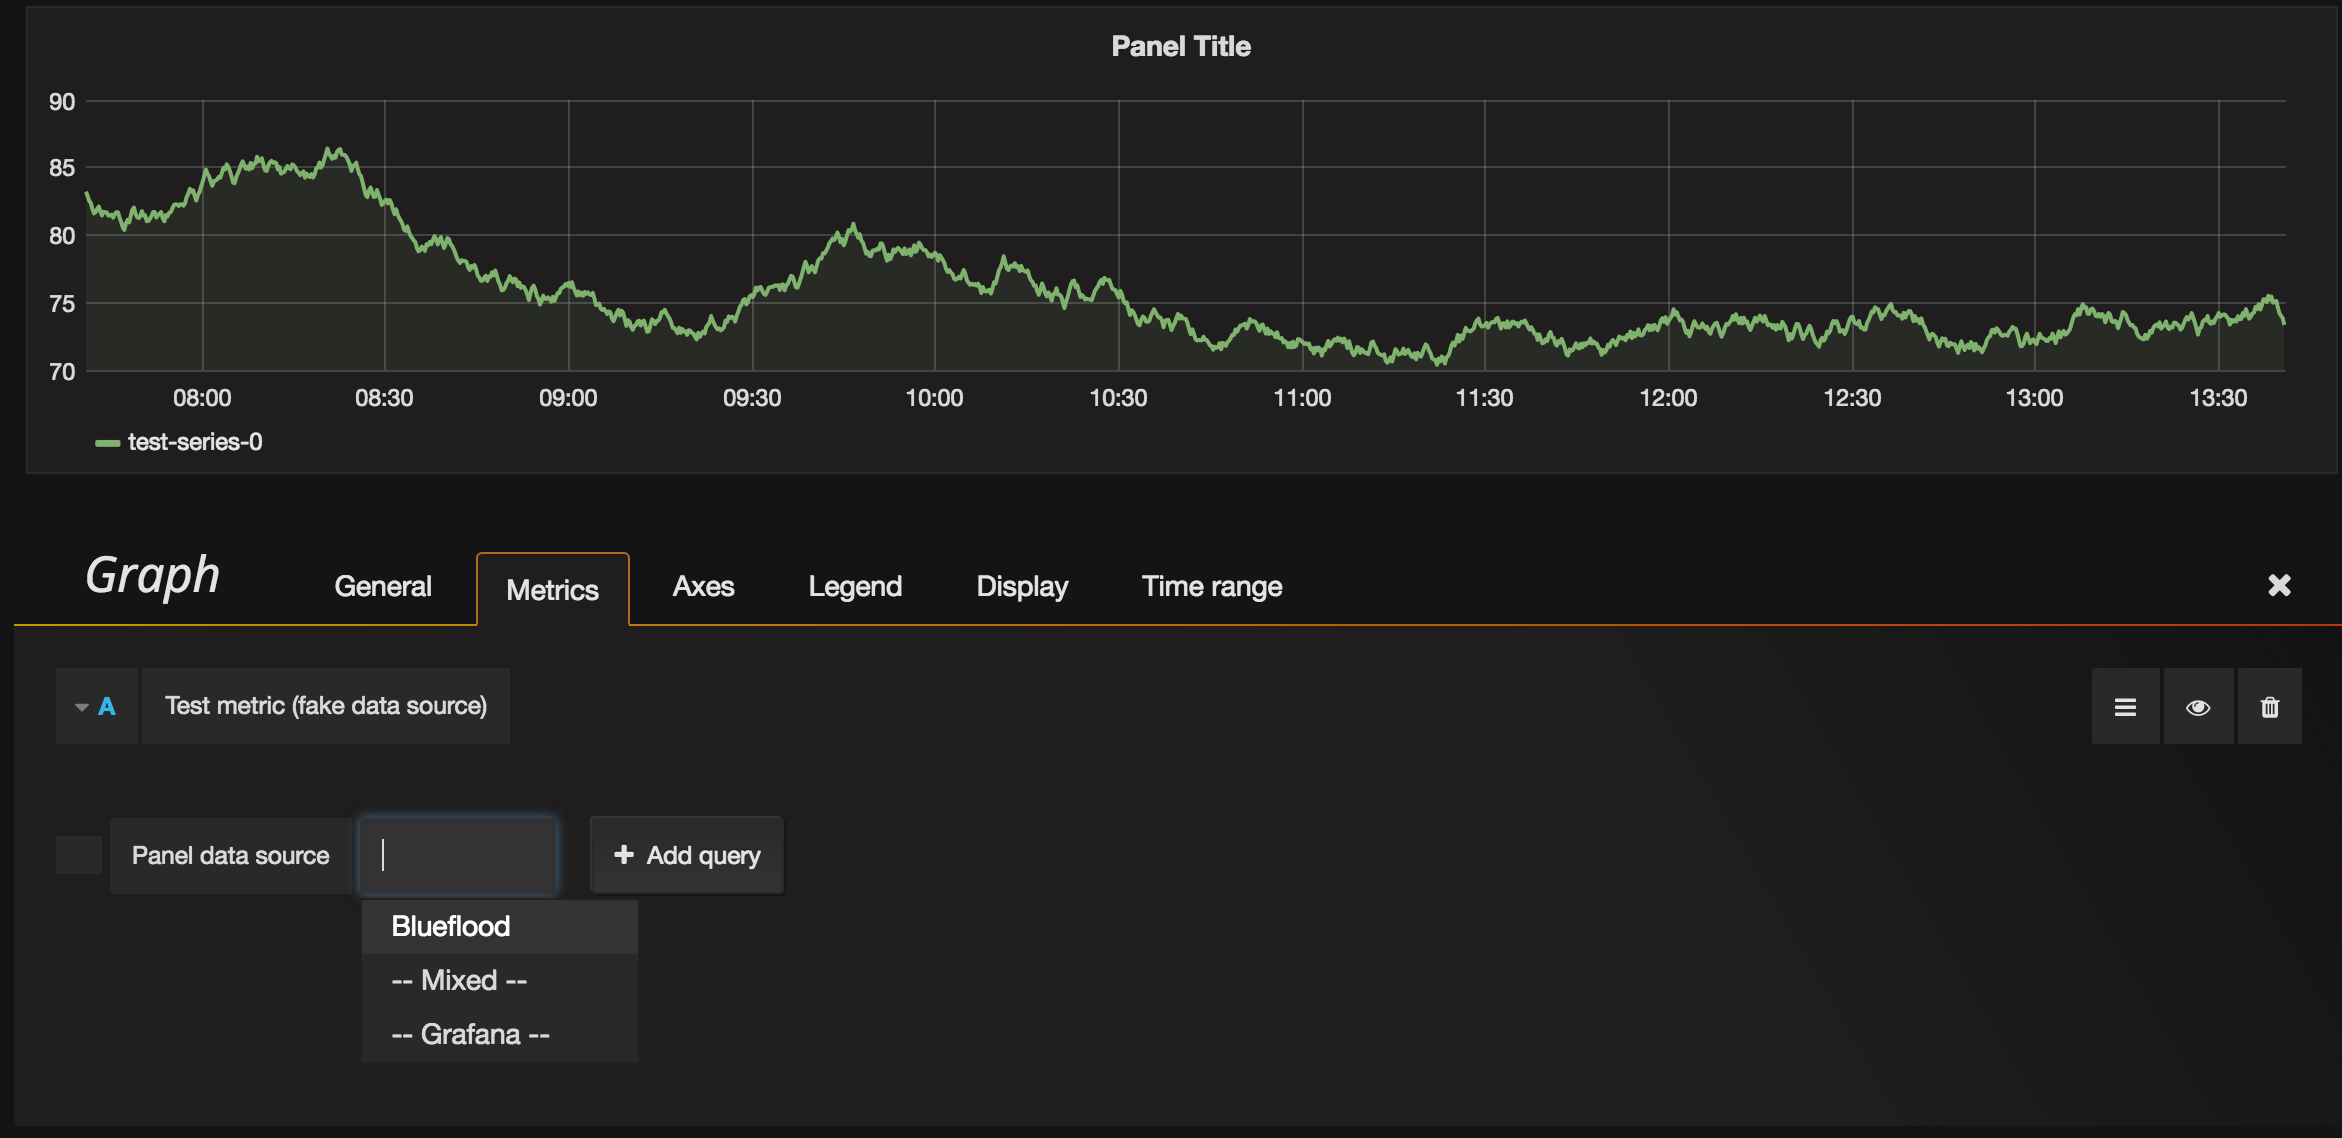 Panel Title
90
85
80
75
70
08:00 08:30 09:00 09:30 10:00 10:30 11:00 11:30 12:00 12:30 13:00 13:30
test-series-0
Graph General Metrics Axes Legend Display Time range
A Test metric (fake data source)
Panel data source Add query
Blueflood
-- Mixed --
-- Grafana --